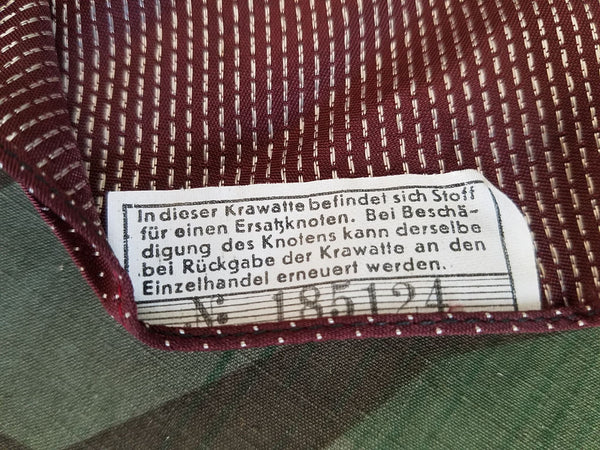 In dieser Krawatte befindet sich Stoff
für einen Ersatzknoten. Bei Beschä-
digung des Knotens kann derselbe
bei Rückgabe der Krawatte an den
Einzelhandel erneuert werden.
№ 185124